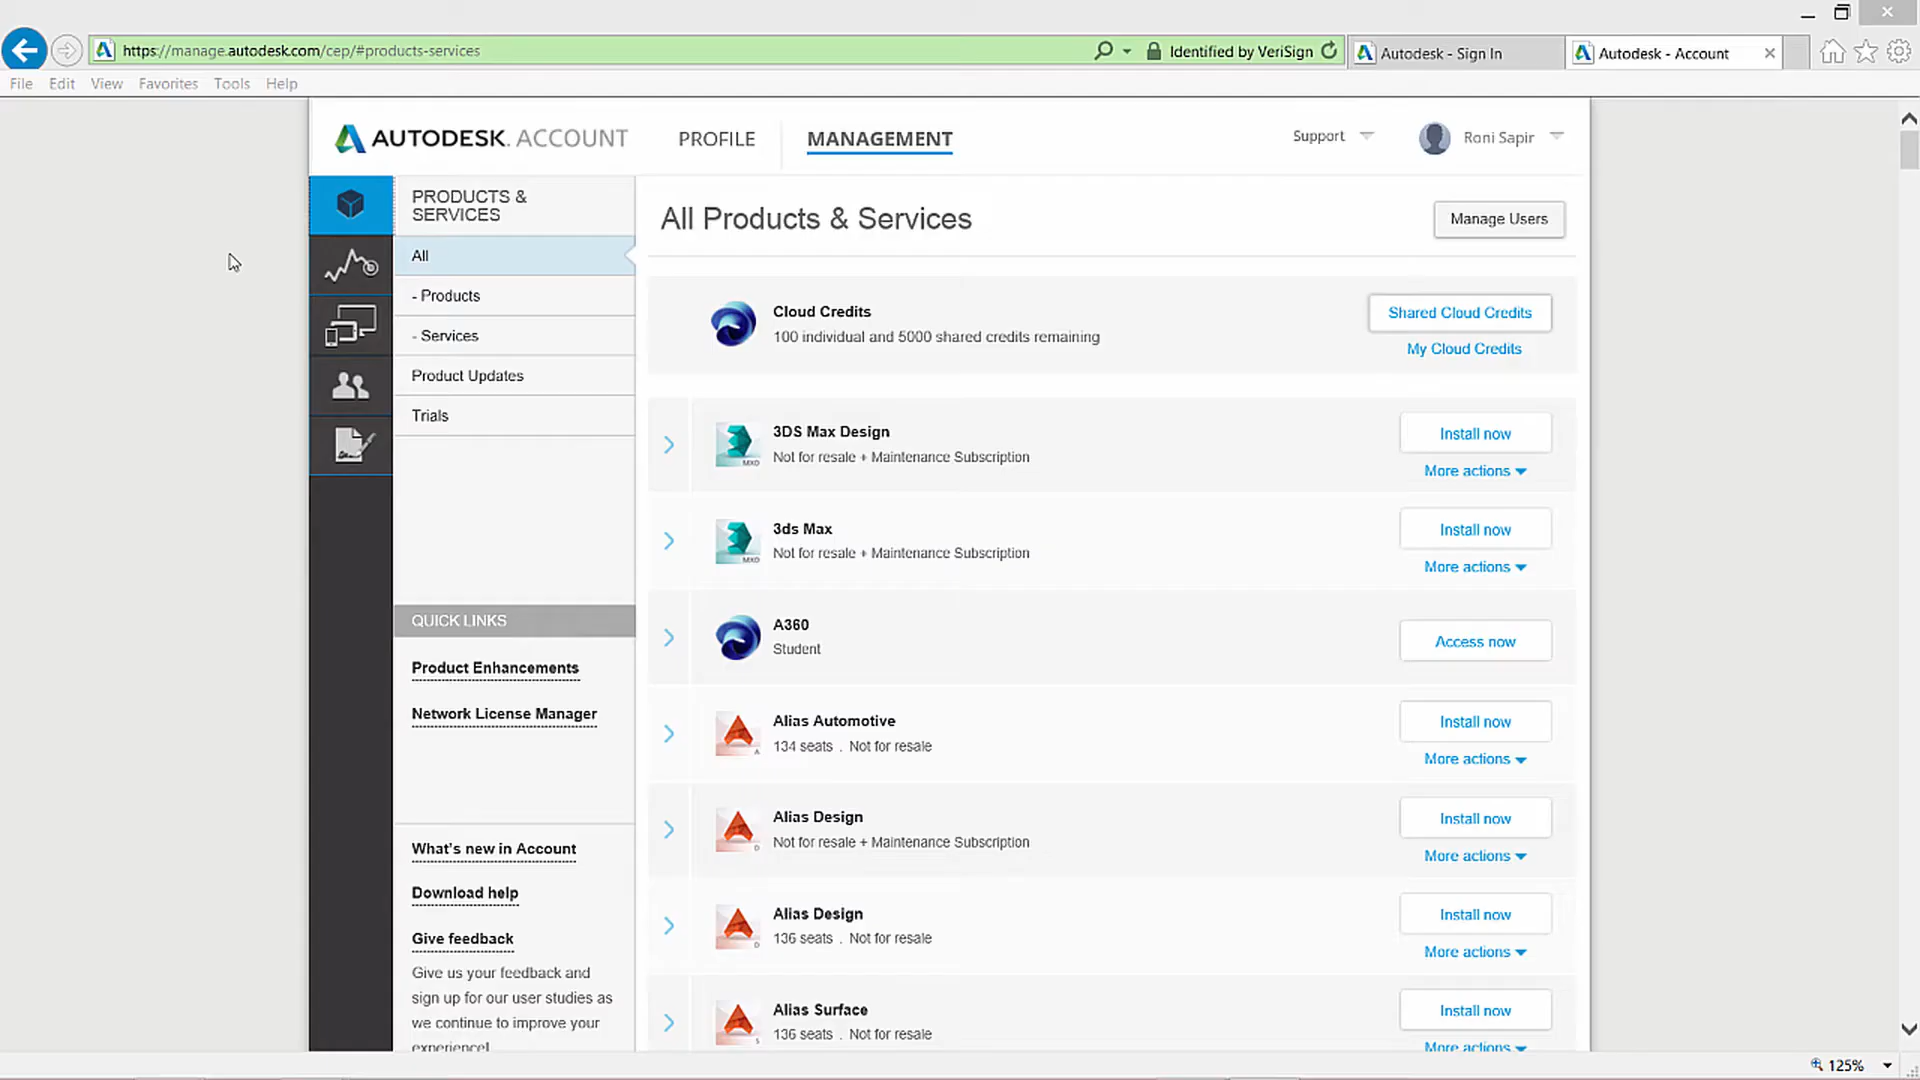 https://manage.autodesk.com/cep/#products-services
Identified by VeriSign
Autodesk - Sign In
Autodesk - Account
File Edit View Favorites Tools Help
AUTODESK. ACCOUNT
PROFILE
MANAGEMENT
Support
Roni Sapir
PRODUCTS &
SERVICES
All
- Products
- Services
Product Updates
Trials
QUICK LINKS
Product Enhancements
Network License Manager
What's new in Account
Download help
Give feedback
Give us your feedback and
sign up for our user studies as
we continue to improve your
experience!
All Products & Services
Manage Users
Cloud Credits
100 individual and 5000 shared credits remaining
Shared Cloud Credits
My Cloud Credits
3DS Max Design
Not for resale + Maintenance Subscription
Install now
More actions
MXD
3ds Max
Not for resale + Maintenance Subscription
Install now
More actions
MXD
A360
Student
Access now
Alias Automotive
134 seats . Not for resale
Install now
More actions
A
Alias Design
Not for resale + Maintenance Subscription
Install now
More actions
D
Alias Design
136 seats . Not for resale
Install now
More actions
D
Alias Surface
136 seats . Not for resale
Install now
More actions
S
125%